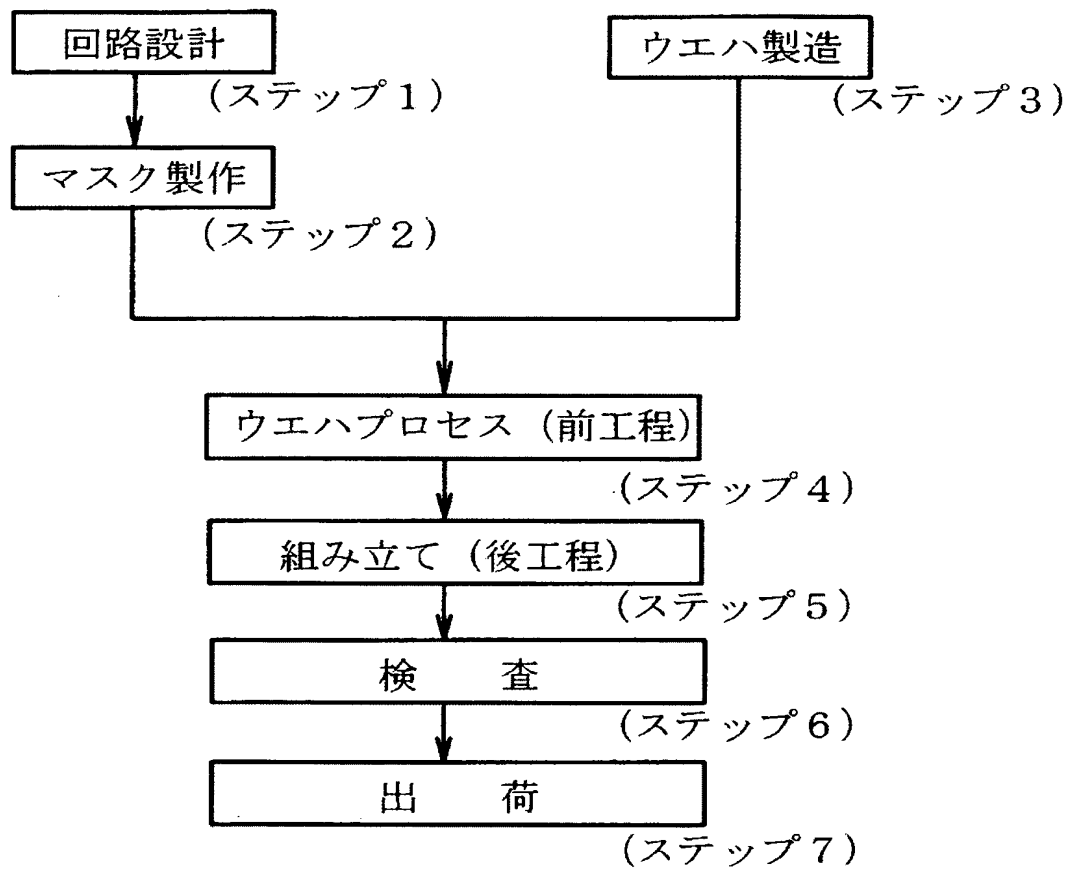 回路設計
(ステップ1)
ウエハ製造
(ステップ3)
マスク製作
(ステップ2)
ウエハプロセス (前工程)
(ステップ4)
組み立て (後工程)
(ステップ5)
検 査
(ステップ6)
出 荷
(ステップ7)